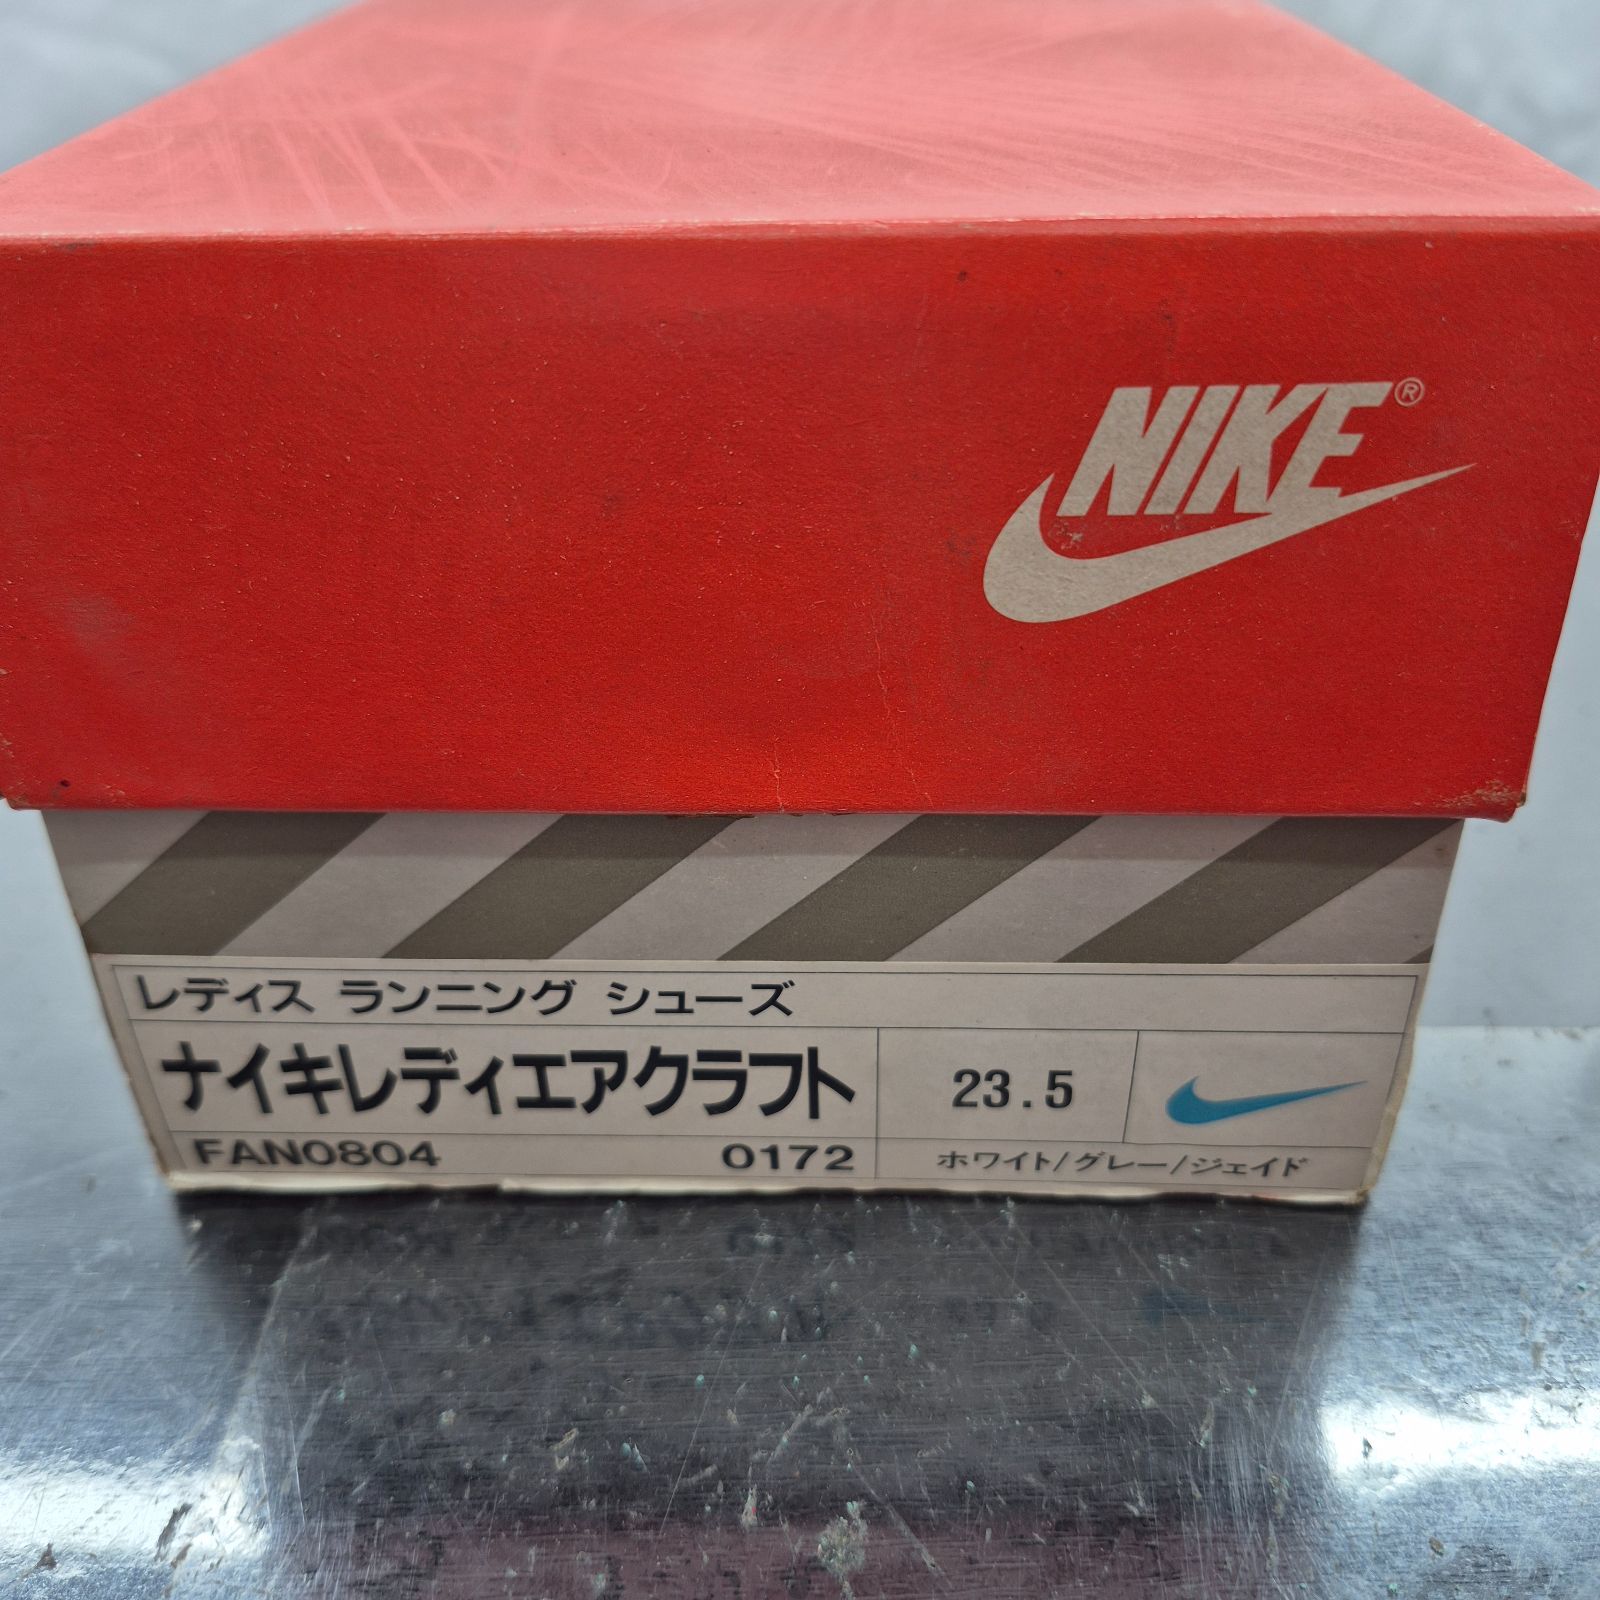 NIKE®
レディス ランニング シューズ
ナイキレディエアクラフト
23.5
FAN0804 0172
ホワイト/グレー/ジェイド